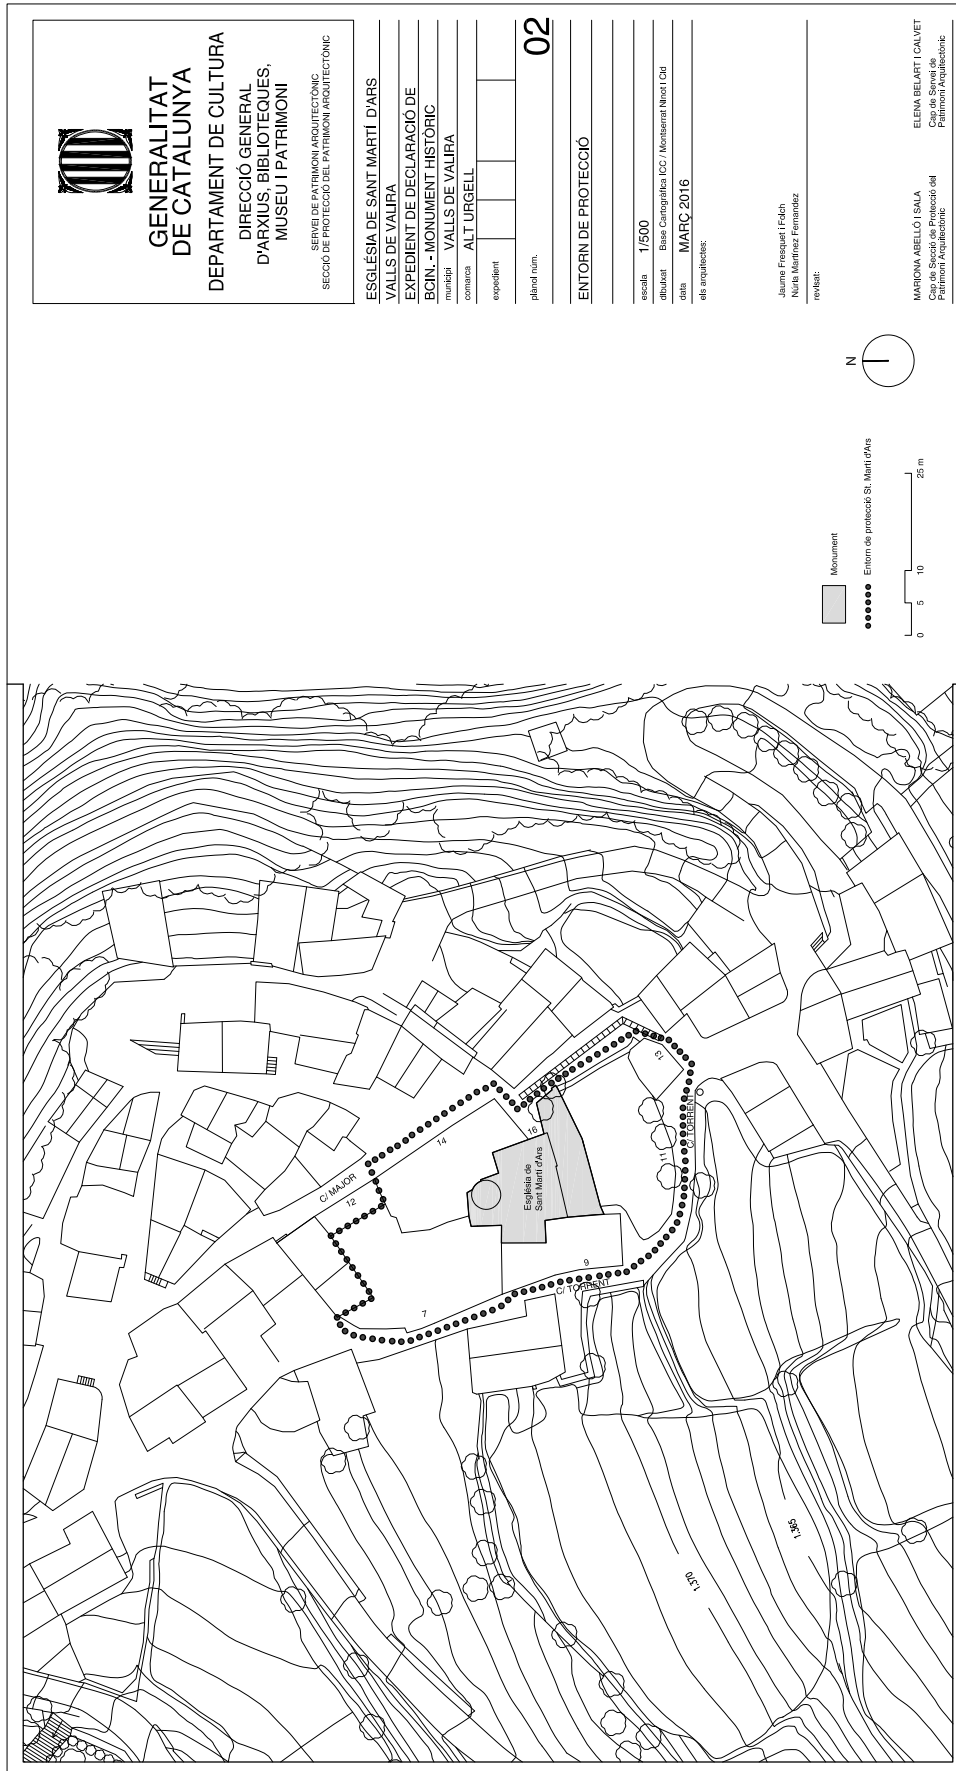 GENERALITAT
DE CATALUNYA
DEPARTAMENT DE CULTURA
DIRECCIÓ GENERAL
D'ARXIUS, BIBLIOTEQUES,
MUSEU I PATRIMONI
SERVEI DE PATRIMONI ARQUITECTÒNIC
SECCIÓ DE PROTECCIÓ DEL PATRIMONI ARQUITECTÒNIC
ESGLÉSIA DE SANT MARTÍ D'ARS
VALLS DE VALIRA
EXPEDIENT DE DECLARACIÓ DE
BCIN. - MONUMENT HISTÒRIC
municipi VALLS DE VALIRA
comarca ALT URGELL
expedient
plànol núm. 02
ENTORN DE PROTECCIÓ
escala 1/500
dibuixat Base Cartogràfica ICC / Montserrat Ninot i Cid
data MARÇ 2016
els arquitectes:
Jaume Fresquet i Folch
Núria Martínez Fernandez
revisat:
MARIONA ABELLÓ I SALA
Cap de Secció de Protecció del
Patrimoni Arquitectònic
ELENA BELART I CALVET
Cap de Servei de
Patrimoni Arquitectònic
N
Monument
Entorn de protecció St. Martí d'Ars
0 5 10 25 m
C/ MAJOR
12
14
16
Església de
Sant Martí d'Ars
13
11
C/ TORRENT
9
C/ TORRENT
7
1.370
1.365